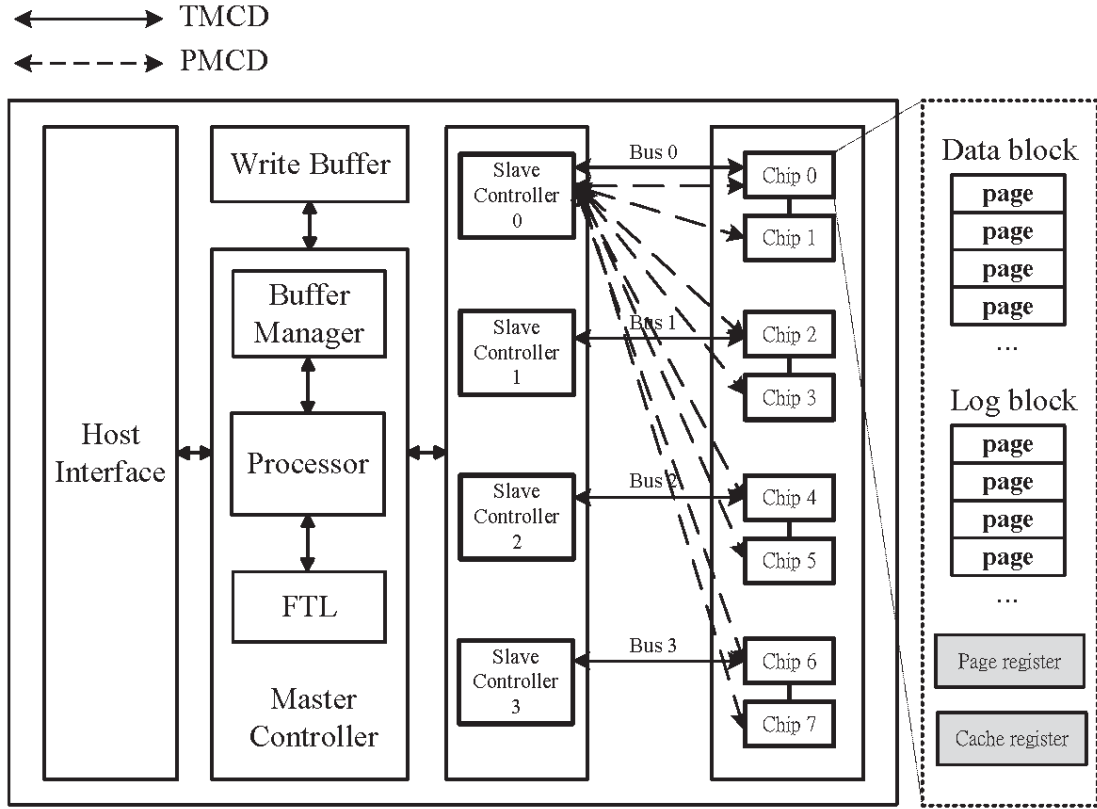 TMCD
PMCD
Host
Interface
Write Buffer
Buffer
Manager
Processor
FTL
Master
Controller
Slave
Controller
0
Slave
Controller
1
Slave
Controller
2
Slave
Controller
3
Bus 0
Bus 1
Bus 2
Bus 3
Chip 0
Chip 1
Chip 2
Chip 3
Chip 4
Chip 5
Chip 6
Chip 7
Data block
page
page
page
page
...
Log block
page
page
page
page
...
Page register
Cache register